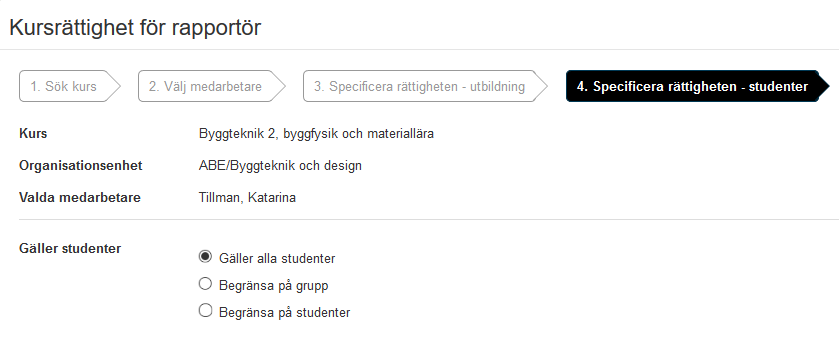 Kursrättighet för rapportör
1. Sök kurs 2. Välj medarbetare 3. Specificera rättigheten - utbildning 4. Specificera rättigheten - studenter
Kurs Byggteknik 2, byggfysik och materiallära
Organisationsenhet ABE/Byggteknik och design
Valda medarbetare Tillman, Katarina
Gäller studenter
Gäller alla studenter
Begränsa på grupp
Begränsa på studenter